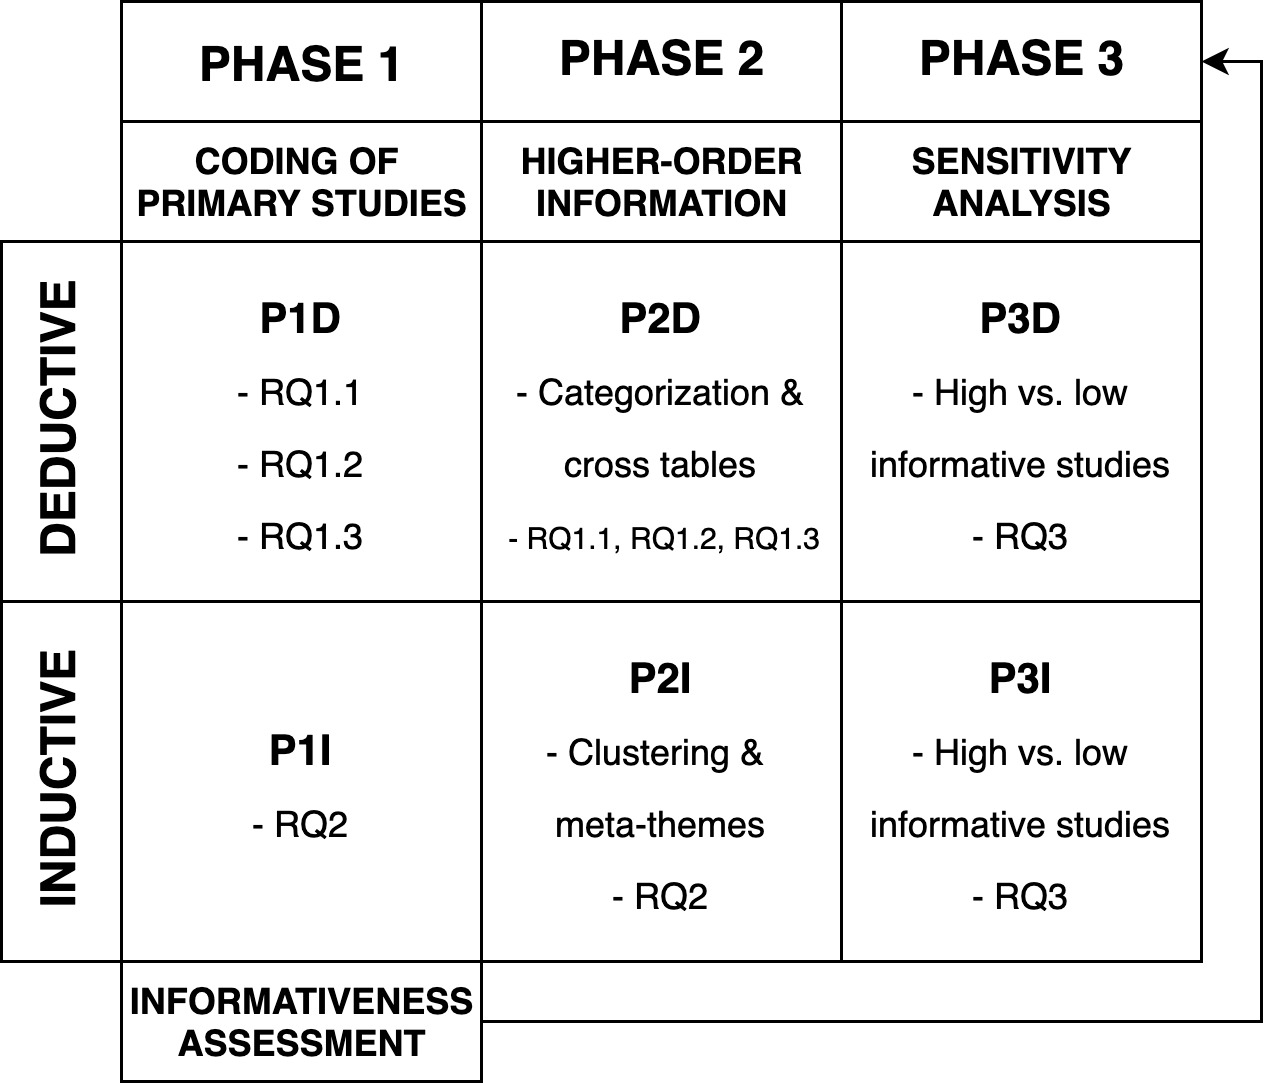 PHASE 1
PHASE 2
PHASE 3
CODING OF
PRIMARY STUDIES
HIGHER-ORDER
INFORMATION
SENSITIVITY
ANALYSIS
DEDUCTIVE
P1D
- RQ1.1
- RQ1.2
- RQ1.3
P2D
- Categorization &
cross tables
- RQ1.1, RQ1.2, RQ1.3
P3D
- High vs. low
informative studies
- RQ3
INDUCTIVE
P1I
- RQ2
P2I
- Clustering &
meta-themes
- RQ2
P3I
- High vs. low
informative studies
- RQ3
INFORMATIVENESS
ASSESSMENT